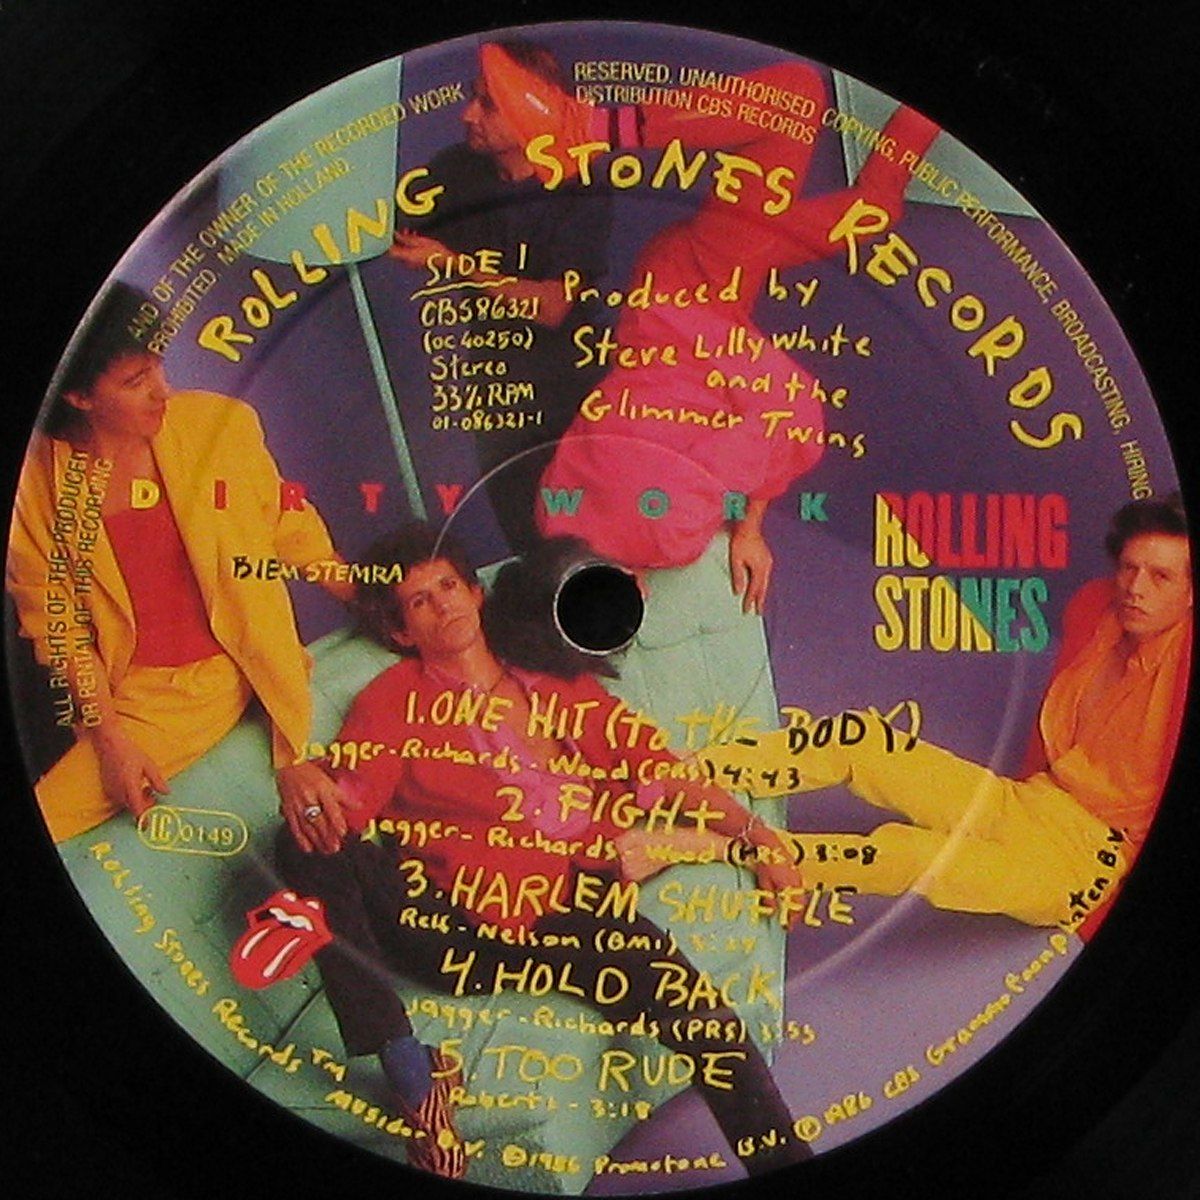 ALL RIGHTS OF THE PRODUCER AND OF THE OWNER OF THE RECORDED WORK RESERVED. UNAUTHORISED COPYING, PUBLIC PERFORMANCE, BROADCASTING, HIRING
OR RENTAL OF THIS RECORDING PROHIBITED. MADE IN HOLLAND. DISTRIBUTION CBS RECORDS
ROLLING STONES RECORDS
SIDE 1
CBS86321
(OC 40250)
Stereo
33⅓ RPM
01-086321-1
Produced by
Steve Lillywhite
and the
Glimmer Twins
DIRTY WORK
ROLLING
STONES
BIEM STEMRA
1. ONE HIT (to tHE BODY)
Jagger - Richards - Wood (PRS) 4:43
2. FIGHt
Jagger - Richards - Wood (PRS) 3:08
3. HARLEM SHUFFLE
Relf - Nelson (BMI)
4. HOLD BACK
Jagger - Richards (PRS) 3:53
5. TOO RUDE
Roberts - 3:18
LC 0149
Rolling Stones Records TM Musidor B.V. ©1986 Promotone B.V. ℗1986 CBS Grammofoonplaten B.V.